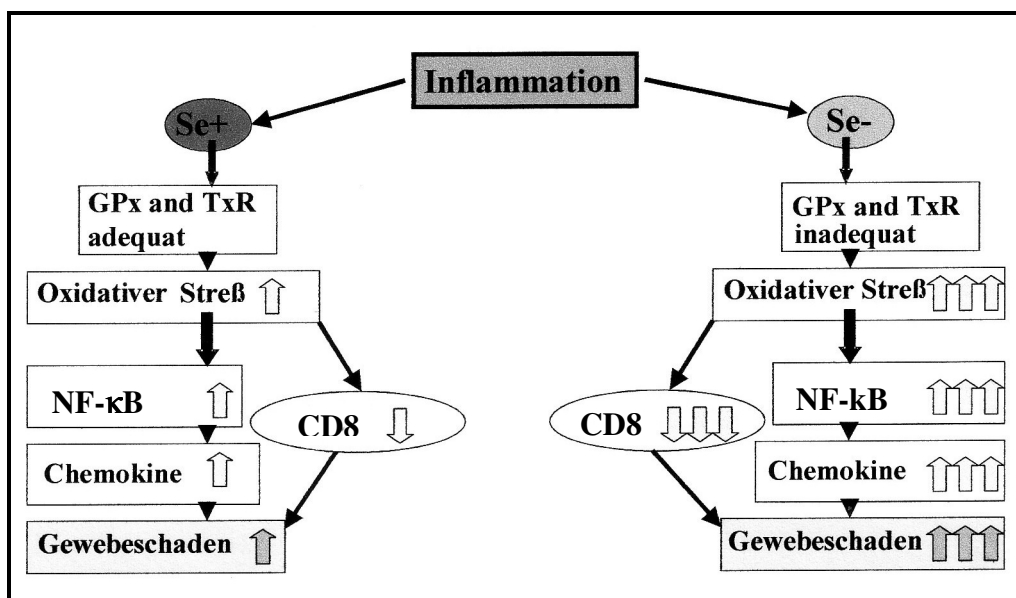 Inflammation
Se+
GPx and TxR
adequat
Oxidativer Streß
NF-κB
CD8
Chemokine
Gewebeschaden
Se-
GPx and TxR
inadequat
Oxidativer Streß
NF-kB
CD8
Chemokine
Gewebeschaden